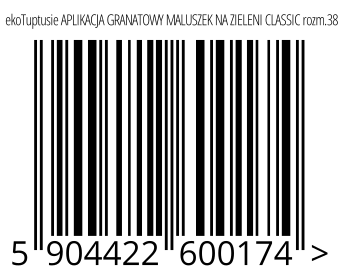 ekoTuptusie APLIKACJA GRANATOWY MALUSZEK NA ZIELENI CLASSIC rozm.38
5 904422 600174 >